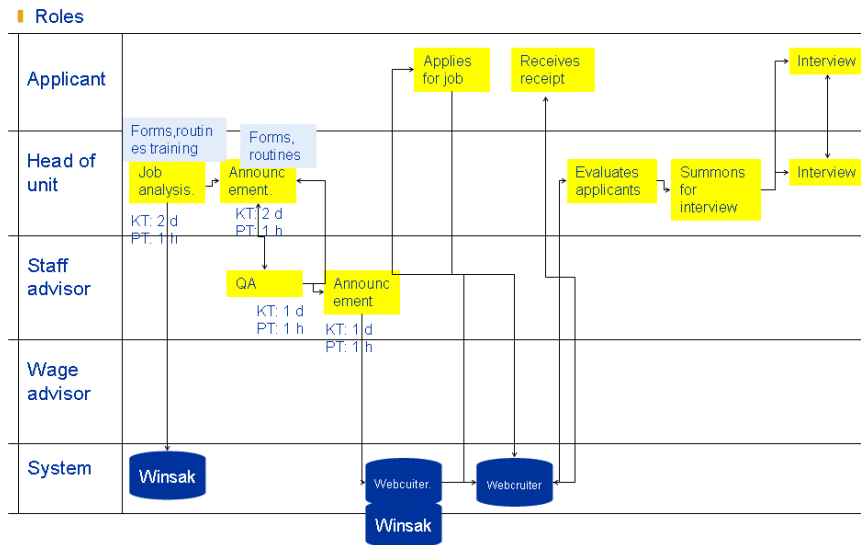 Roles
Applicant
Applies
for job
Receives
receipt
Interview
Forms,routin
es training
Forms,
routines
Head of
unit
Job
analysis.
Announc
ement.
Evaluates
applicants
Summons
for
interview
Interview
KT: 2 d
PT: 1 h
KT: 2 d
PT: 1 h
Staff
advisor
QA
Announc
ement
KT: 1 d
PT: 1 h
KT: 1 d
PT: 1 h
Wage
advisor
System
Winsak
Webcuiter.
Webcruiter
Winsak